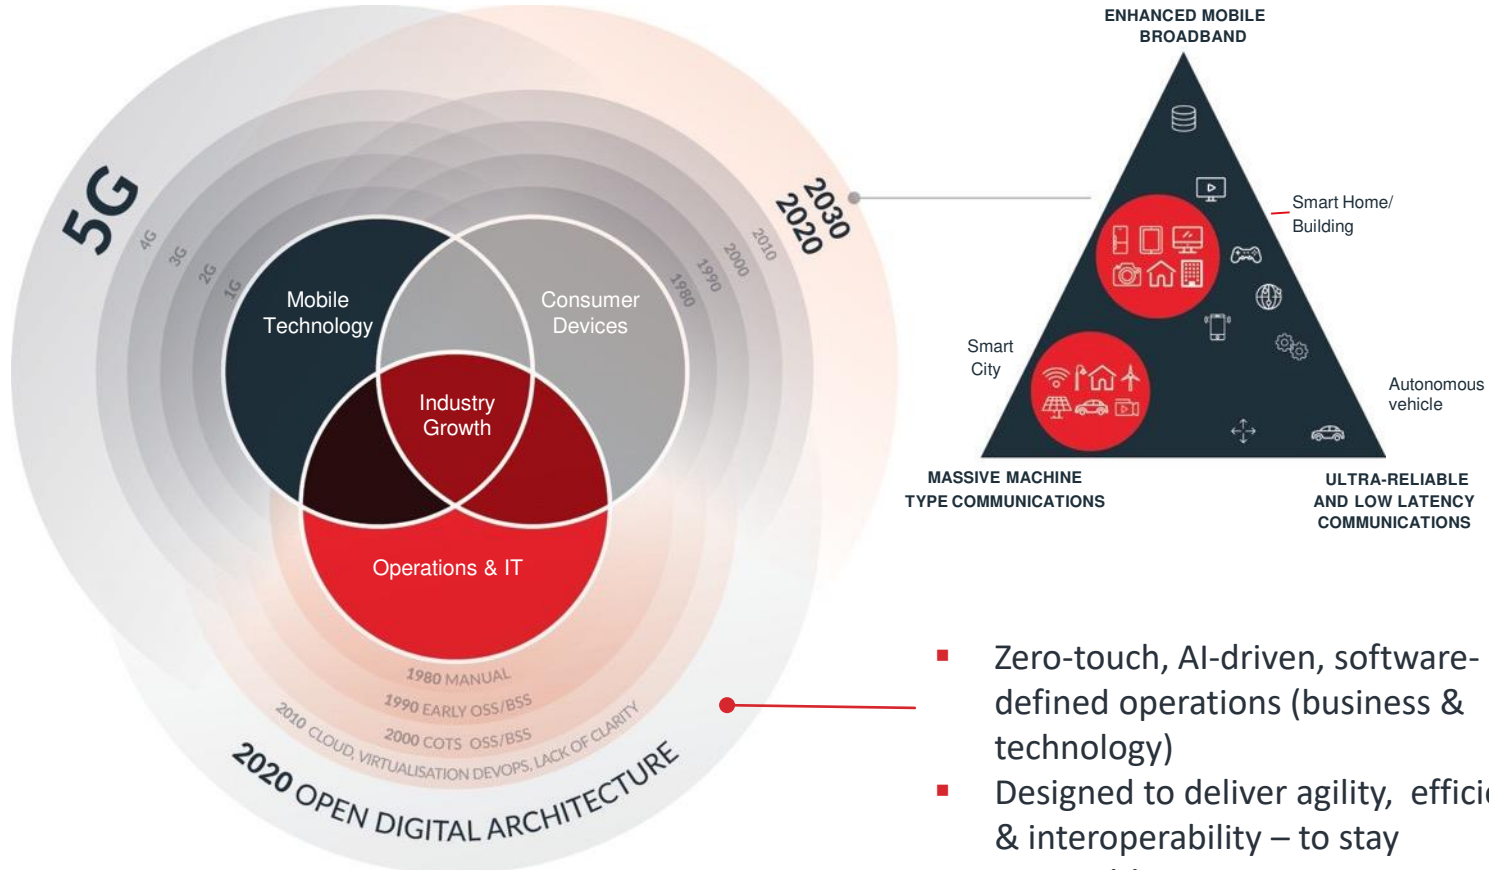 5G
4G
3G
2G
1G
2030
2020
2010
2000
1990
1980
Mobile
Technology
Consumer
Devices
Industry
Growth
Operations & IT
1980 MANUAL
1990 EARLY OSS/BSS
2000 COTS OSS/BSS
2010 CLOUD, VIRTUALISATION DEVOPS, LACK OF CLARITY
2020 OPEN DIGITAL ARCHITECTURE
ENHANCED MOBILE
BROADBAND
Smart Home/
Building
Smart
City
Autonomous
vehicle
MASSIVE MACHINE
TYPE COMMUNICATIONS
ULTRA-RELIABLE
AND LOW LATENCY
COMMUNICATIONS
▪ Zero-touch, AI-driven, software-
defined operations (business &
technology)
▪ Designed to deliver agility, effici
& interoperability – to stay